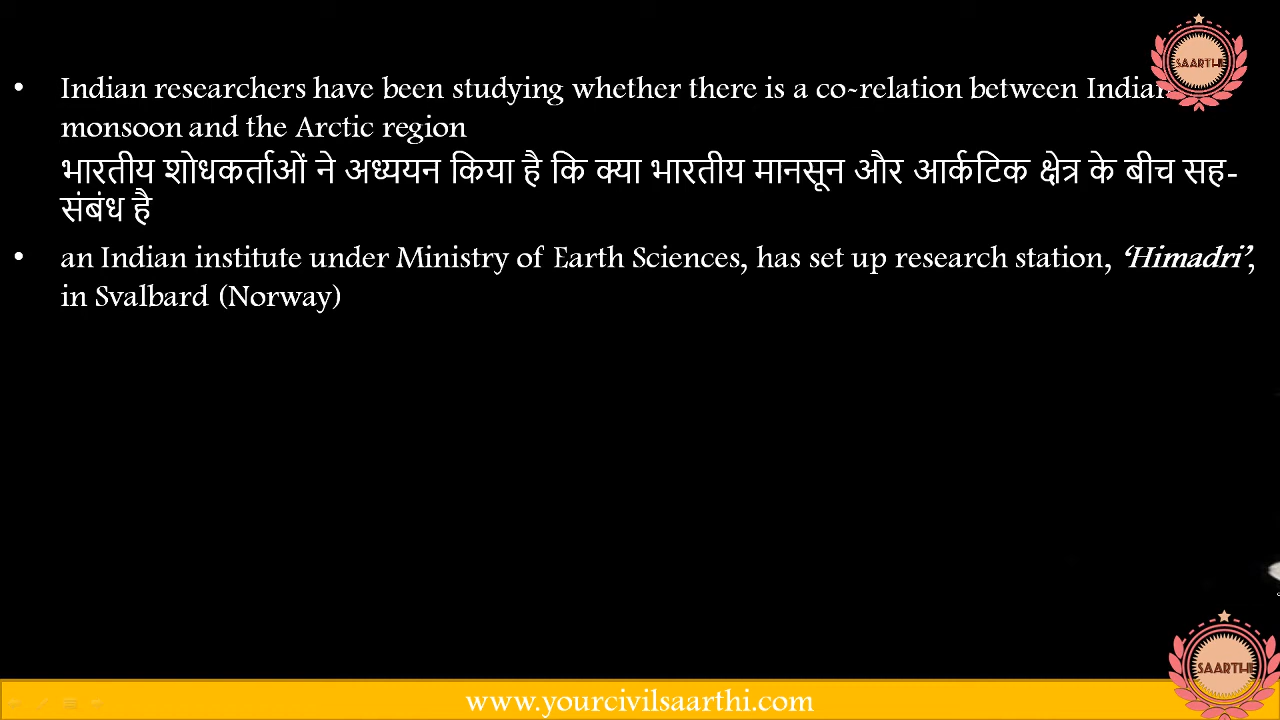 SAARTHI
• Indian researchers have been studying whether there is a co-relation between Indian
monsoon and the Arctic region
भारतीय शोधकर्ताओं ने अध्ययन किया है कि क्या भारतीय मानसून और आर्कटिक क्षेत्र के बीच सह-
संबंध है
• an Indian institute under Ministry of Earth Sciences, has set up research station, ‘Himadri’,
in Svalbard (Norway)
SAARTHI
www.yourcivilsaarthi.com